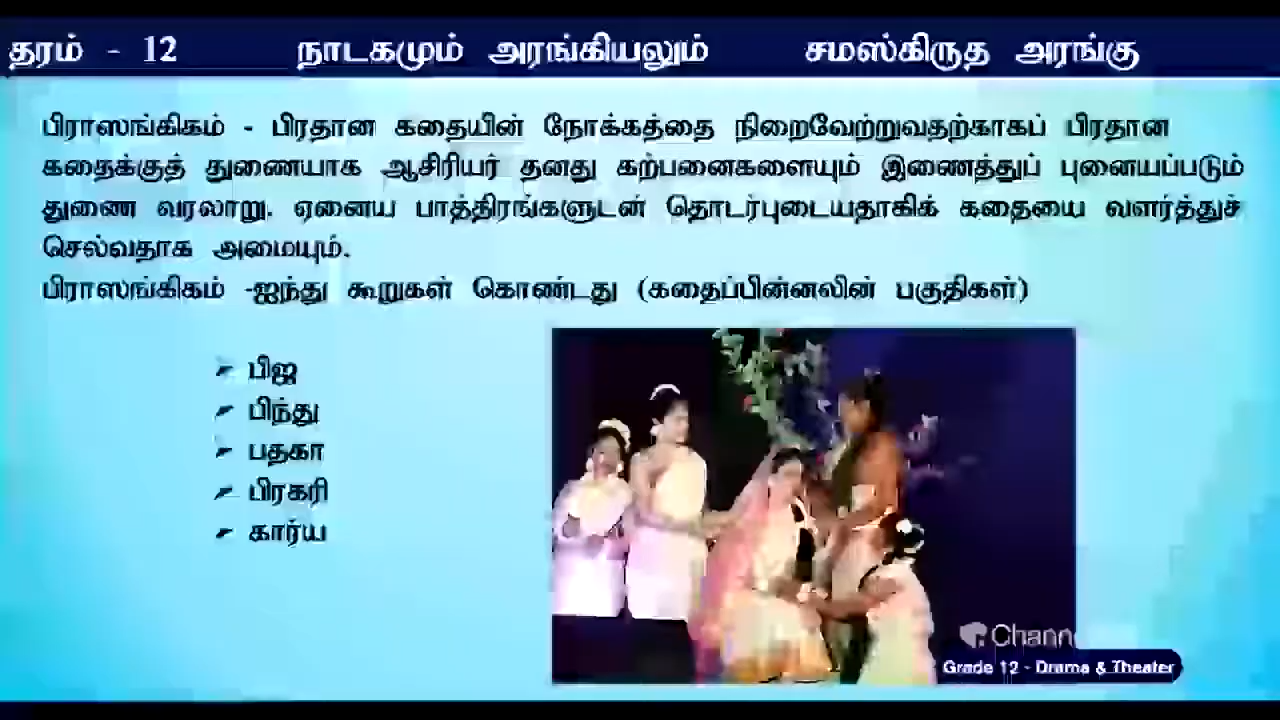 தரம் - 12 நாடகமும் அரங்கியலும் சமஸ்கிருத அரங்கு
பிராஸங்கிகம் - பிரதான கதையின் நோக்கத்தை நிறைவேற்றுவதற்காகப் பிரதான
கதைக்குத் துணையாக ஆசிரியர் தனது கற்பனைகளையும் இணைத்துப் புனையப்படும்
துணை வரலாறு. ஏனைய பாத்திரங்களுடன் தொடர்புடையதாகிக் கதையை வளர்த்துச்
செல்வதாக அமையும்.
பிராஸங்கிகம் -ஐந்து கூறுகள் கொண்டது (கதைப்பின்னலின் பகுதிகள்)
பிஜ
பிந்து
பதகா
பிரகரி
கார்ய
Grade 12 - Drama & Theater